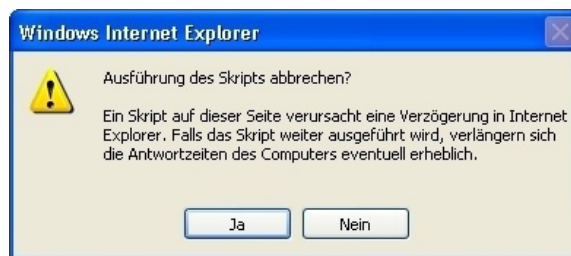 Windows Internet Explorer
Ausführung des Skripts abbrechen?
Ein Skript auf dieser Seite verursacht eine Verzögerung in Internet
Explorer. Falls das Skript weiter ausgeführt wird, verlängern sich
die Antwortzeiten des Computers eventuell erheblich.
Ja
Nein